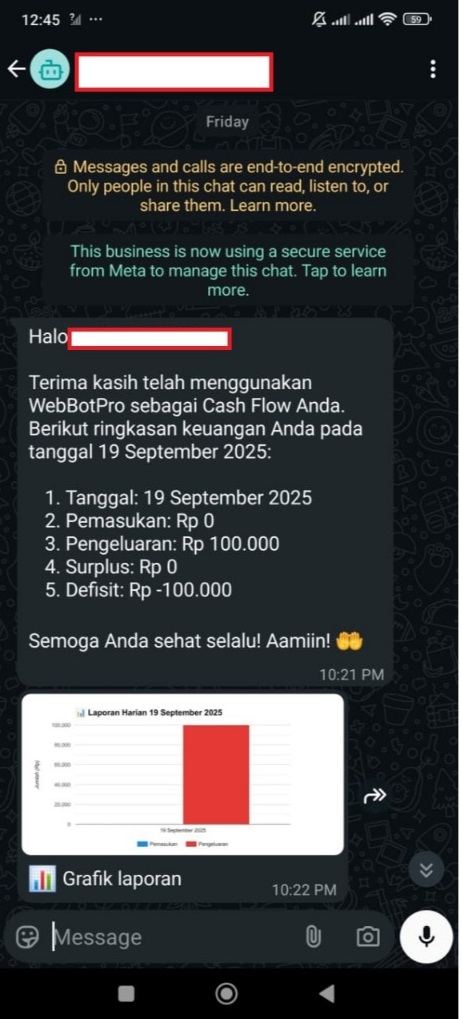 12:45
59
Friday
Messages and calls are end-to-end encrypted.
Only people in this chat can read, listen to, or
share them. Learn more.
This business is now using a secure service
from Meta to manage this chat. Tap to learn
more.
Halo
Terima kasih telah menggunakan
WebBotPro sebagai Cash Flow Anda.
Berikut ringkasan keuangan Anda pada
tanggal 19 September 2025:
1. Tanggal: 19 September 2025
2. Pemasukan: Rp 0
3. Pengeluaran: Rp 100.000
4. Surplus: Rp 0
5. Defisit: Rp -100.000
Semoga Anda sehat selalu! Aamiin! 🤲
10:21 PM
Laporan Harian 19 September 2025
100,000
80,000
60,000
40,000
20,000
0
Jumlah (Rp)
19 September 2025
Pemasukan Pengeluaran
📊 Grafik laporan
10:22 PM
Message